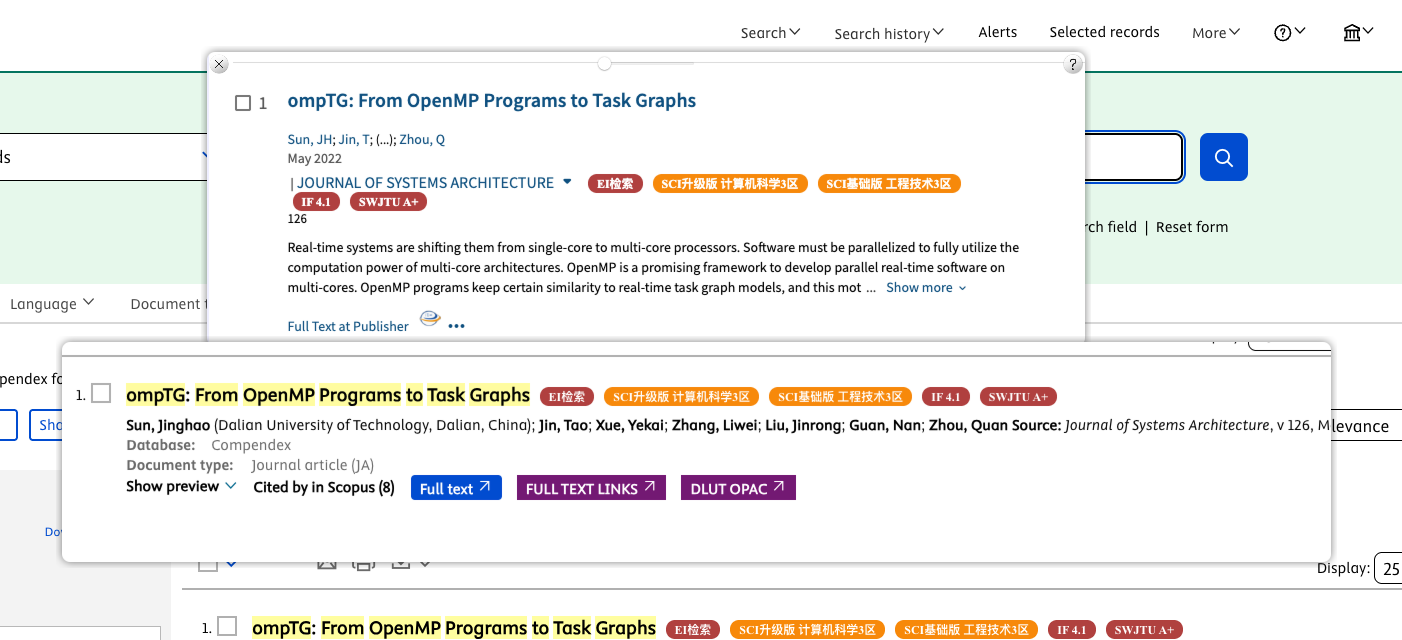 Search Search history Alerts Selected records More
1 ompTG: From OpenMP Programs to Task Graphs
Sun, JH; Jin, T; (...); Zhou, Q
May 2022
| JOURNAL OF SYSTEMS ARCHITECTURE EI检索 SCI升级版 计算机科学3区 SCI基础版 工程技术3区
IF 4.1 SWJTU A+
126
Search field | Reset form
Real-time systems are shifting them from single-core to multi-core processors. Software must be parallelized to fully utilize the
computation power of multi-core architectures. OpenMP is a promising framework to develop parallel real-time software on
multi-cores. OpenMP programs keep certain similarity to real-time task graph models, and this mot ... Show more
Language Document t
Full Text at Publisher •••
pendex fo
1. ompTG: From OpenMP Programs to Task Graphs EI检索 SCI升级版 计算机科学3区 SCI基础版 工程技术3区 IF 4.1 SWJTU A+
Sun, Jinghao (Dalian University of Technology, Dalian, China); Jin, Tao; Xue, Yekai; Zhang, Liwei; Liu, Jinrong; Guan, Nan; Zhou, Quan Source: Journal of Systems Architecture, v 126, M
Sha
levance
Database: Compendex
Document type: Journal article (JA)
Show preview Cited by in Scopus (8) Full text FULL TEXT LINKS DLUT OPAC
Dow
Display: 25
1. ompTG: From OpenMP Programs to Task Graphs EI检索 SCI升级版 计算机科学3区 SCI基础版 工程技术3区 IF 4.1 SWJTU A+